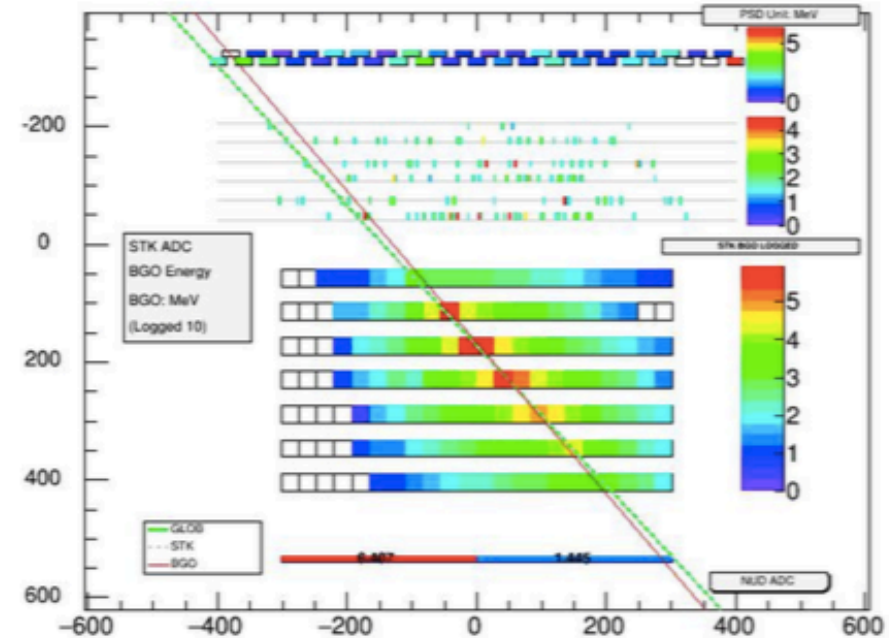 PSD Unit. MeV
5
0
4
3
2
1
0
-200
0
200
400
600
STK ADC
BGO Energy
BGO: MeV
(Logged 10)
STK BGO LOGGED
5
4
3
2
1
0
GLOB
STK
BGO
1.445
NUD ADC
−600 −400 −200 0 200 400 600